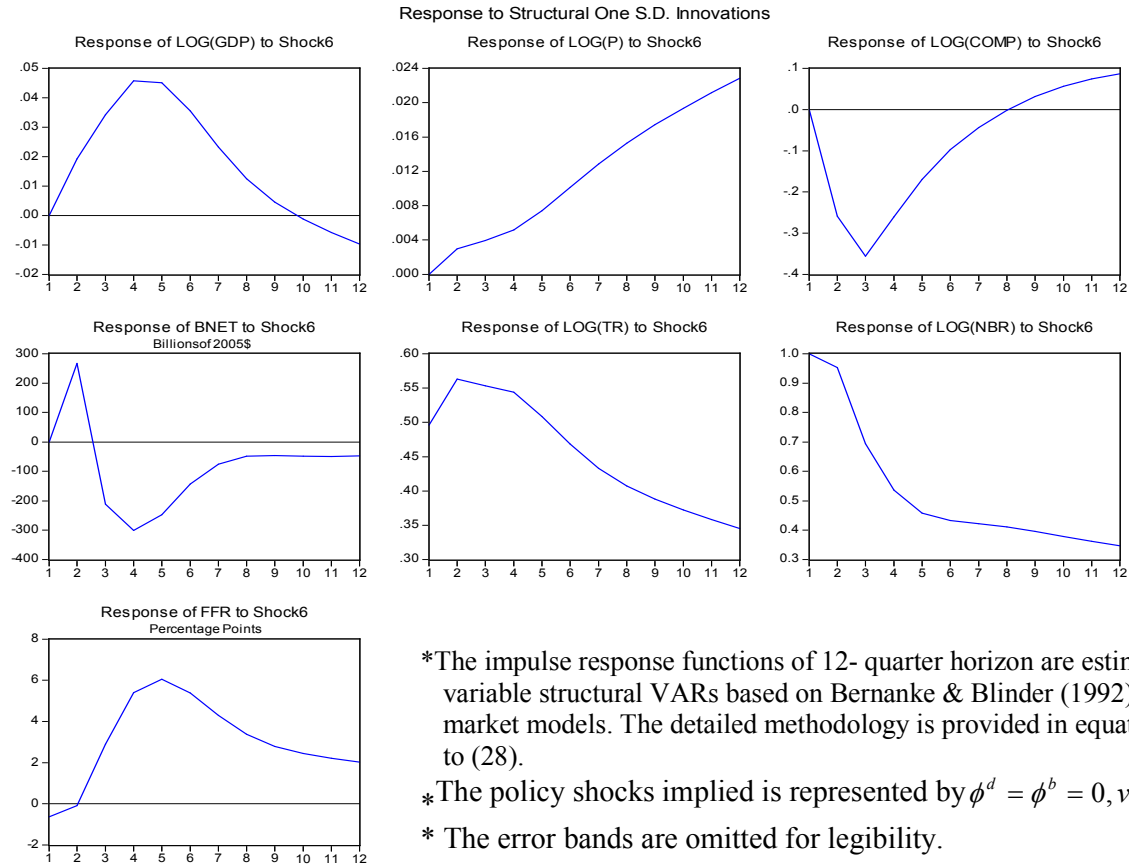 Response to Structural One S.D. Innovations
Response of LOG(GDP) to Shock6
.05
.04
.03
.02
.01
.00
-.01
-.02
1 2 3 4 5 6 7 8 9 10 11 12
Response of LOG(P) to Shock6
.024
.020
.016
.012
.008
.004
.000
1 2 3 4 5 6 7 8 9 10 11 12
Response of LOG(COMP) to Shock6
.1
.0
-.1
-.2
-.3
-.4
1 2 3 4 5 6 7 8 9 10 11 12
Response of BNET to Shock6
Billionsof 2005$
300
200
100
0
-100
-200
-300
-400
1 2 3 4 5 6 7 8 9 10 11 12
Response of LOG(TR) to Shock6
.60
.55
.50
.45
.40
.35
.30
1 2 3 4 5 6 7 8 9 10 11 12
Response of LOG(NBR) to Shock6
1.0
0.9
0.8
0.7
0.6
0.5
0.4
0.3
1 2 3 4 5 6 7 8 9 10 11 12
Response of FFR to Shock6
Percentage Points
8
6
4
2
0
-2
1 2 3 4 5 6 7 8 9 10 11 12
*The impulse response functions of 12- quarter horizon are estin
variable structural VARs based on Bernanke & Blinder (1992)
market models. The detailed methodology is provided in equat
to (28).
*The policy shocks implied is represented by ϕ^d = ϕ^b = 0, v
* The error bands are omitted for legibility.